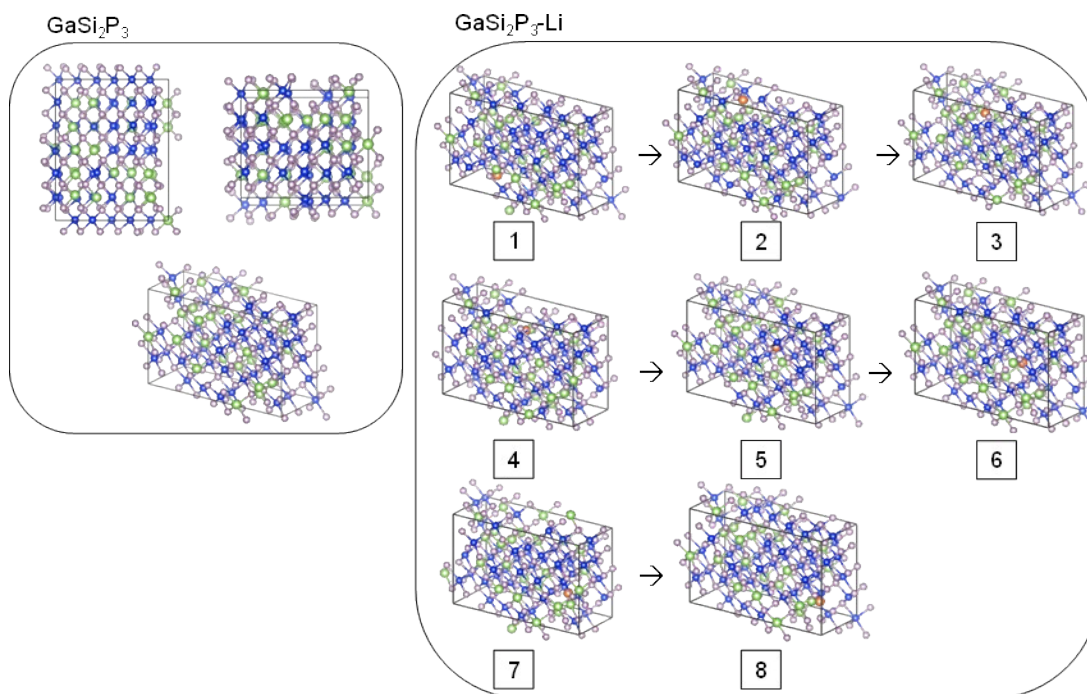 GaSi₂P₃
GaSi₂P₃-Li
→ →
1 2 3
→ →
4 5 6
→
7 8